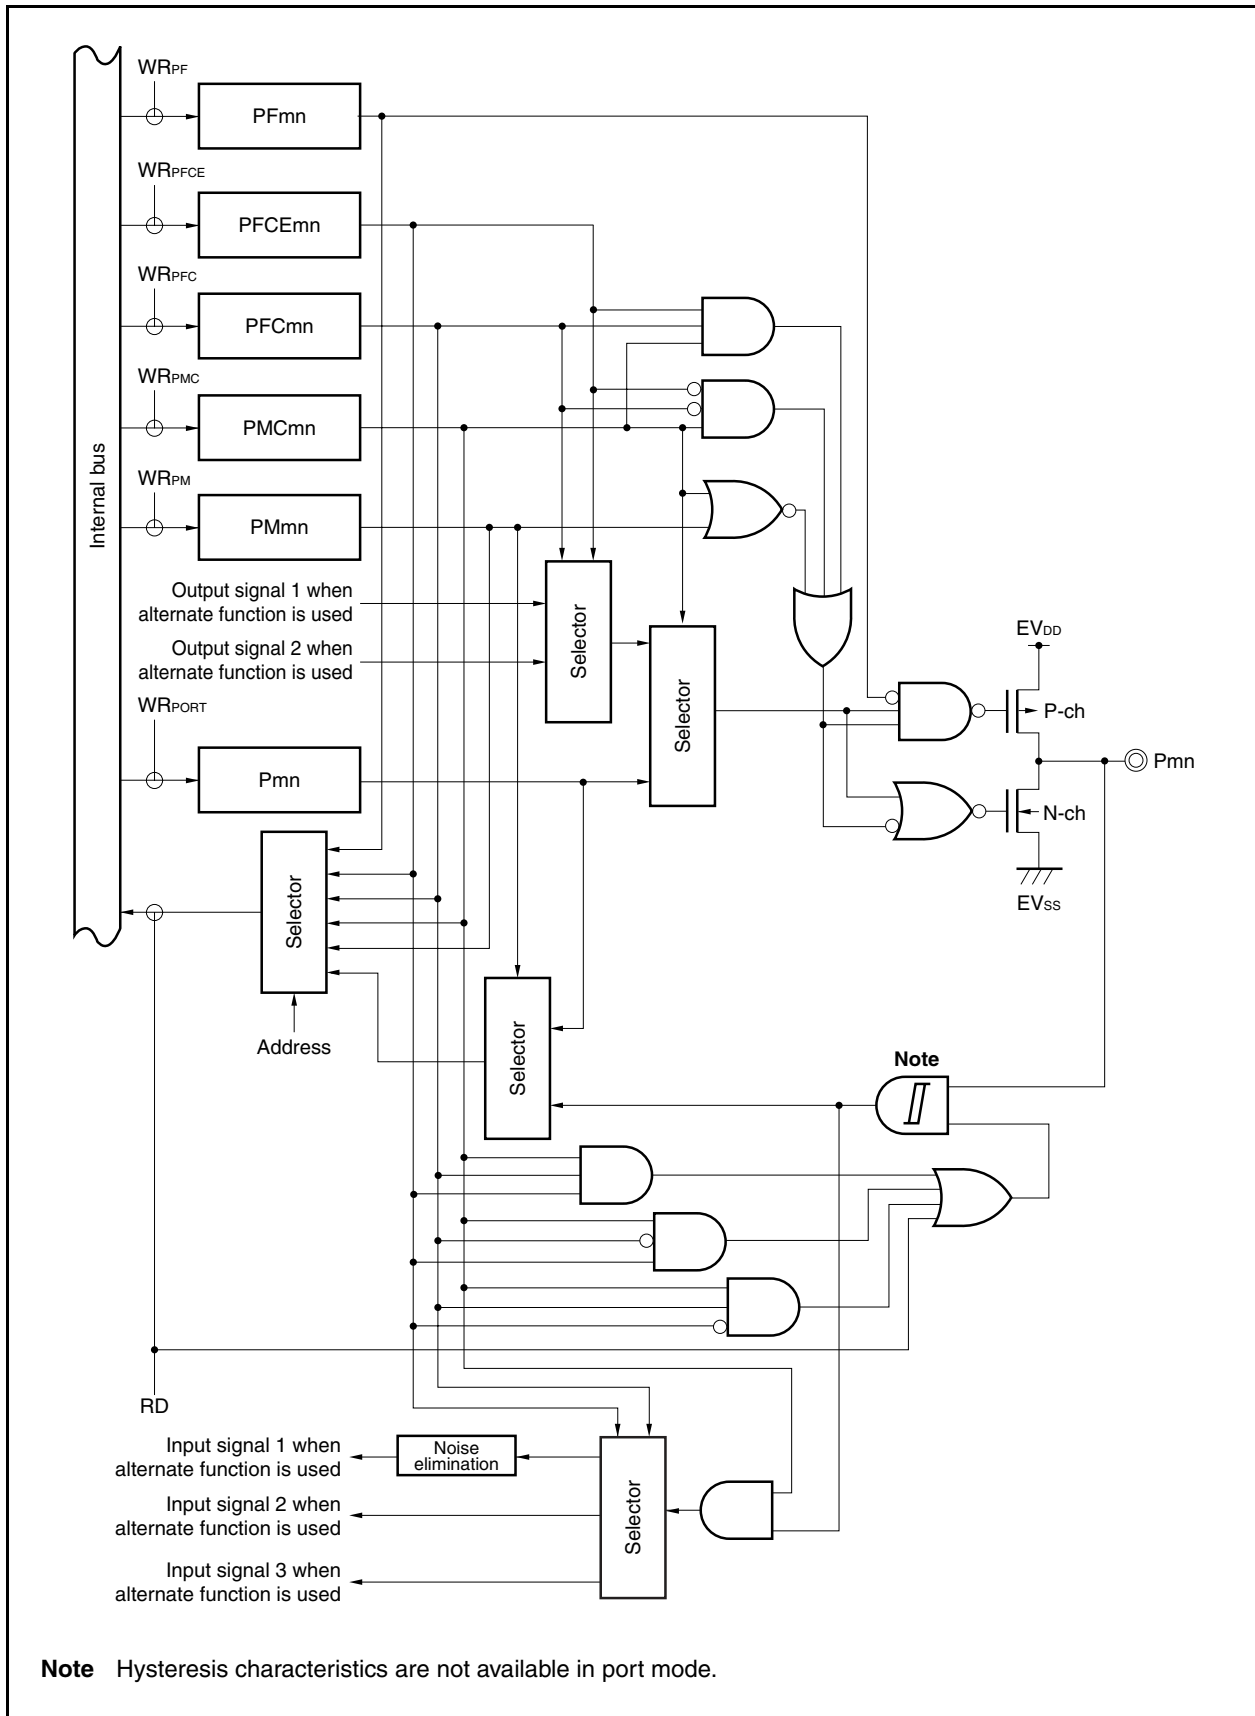 WRPF
PFmn
WRPFCE
PFCEmn
WRPFC
PFCmn
WRPMC
PMCmn
Internal bus
WRPM
PMmn
Output signal 1 when
alternate function is used
Output signal 2 when
alternate function is used
Selector
Selector
EVDD
P-ch
WRPORT
Pmn
Pmn
N-ch
EVSS
Selector
Address
Selector
Note
RD
Input signal 1 when
alternate function is used
Noise
elimination
Input signal 2 when
alternate function is used
Selector
Input signal 3 when
alternate function is used
Note Hysteresis characteristics are not available in port mode.